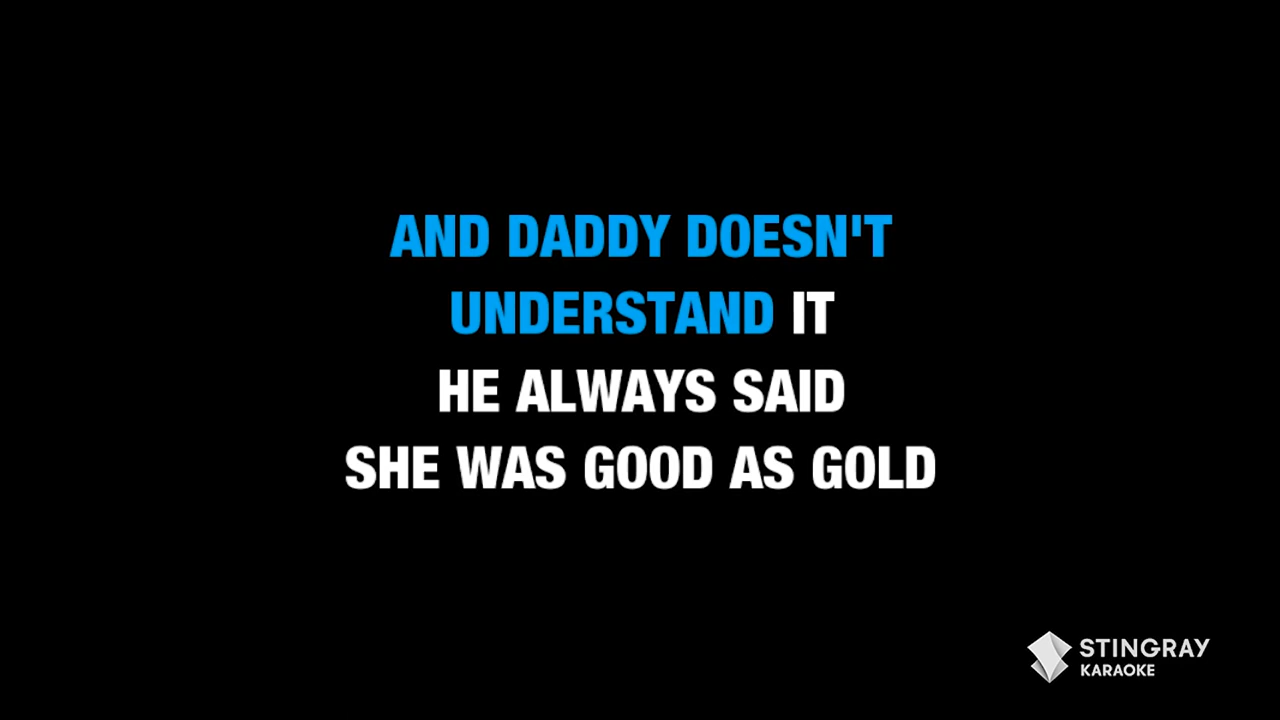 AND DADDY DOESN'T
UNDERSTAND IT
HE ALWAYS SAID
SHE WAS GOOD AS GOLD
STINGRAY
KARAOKE